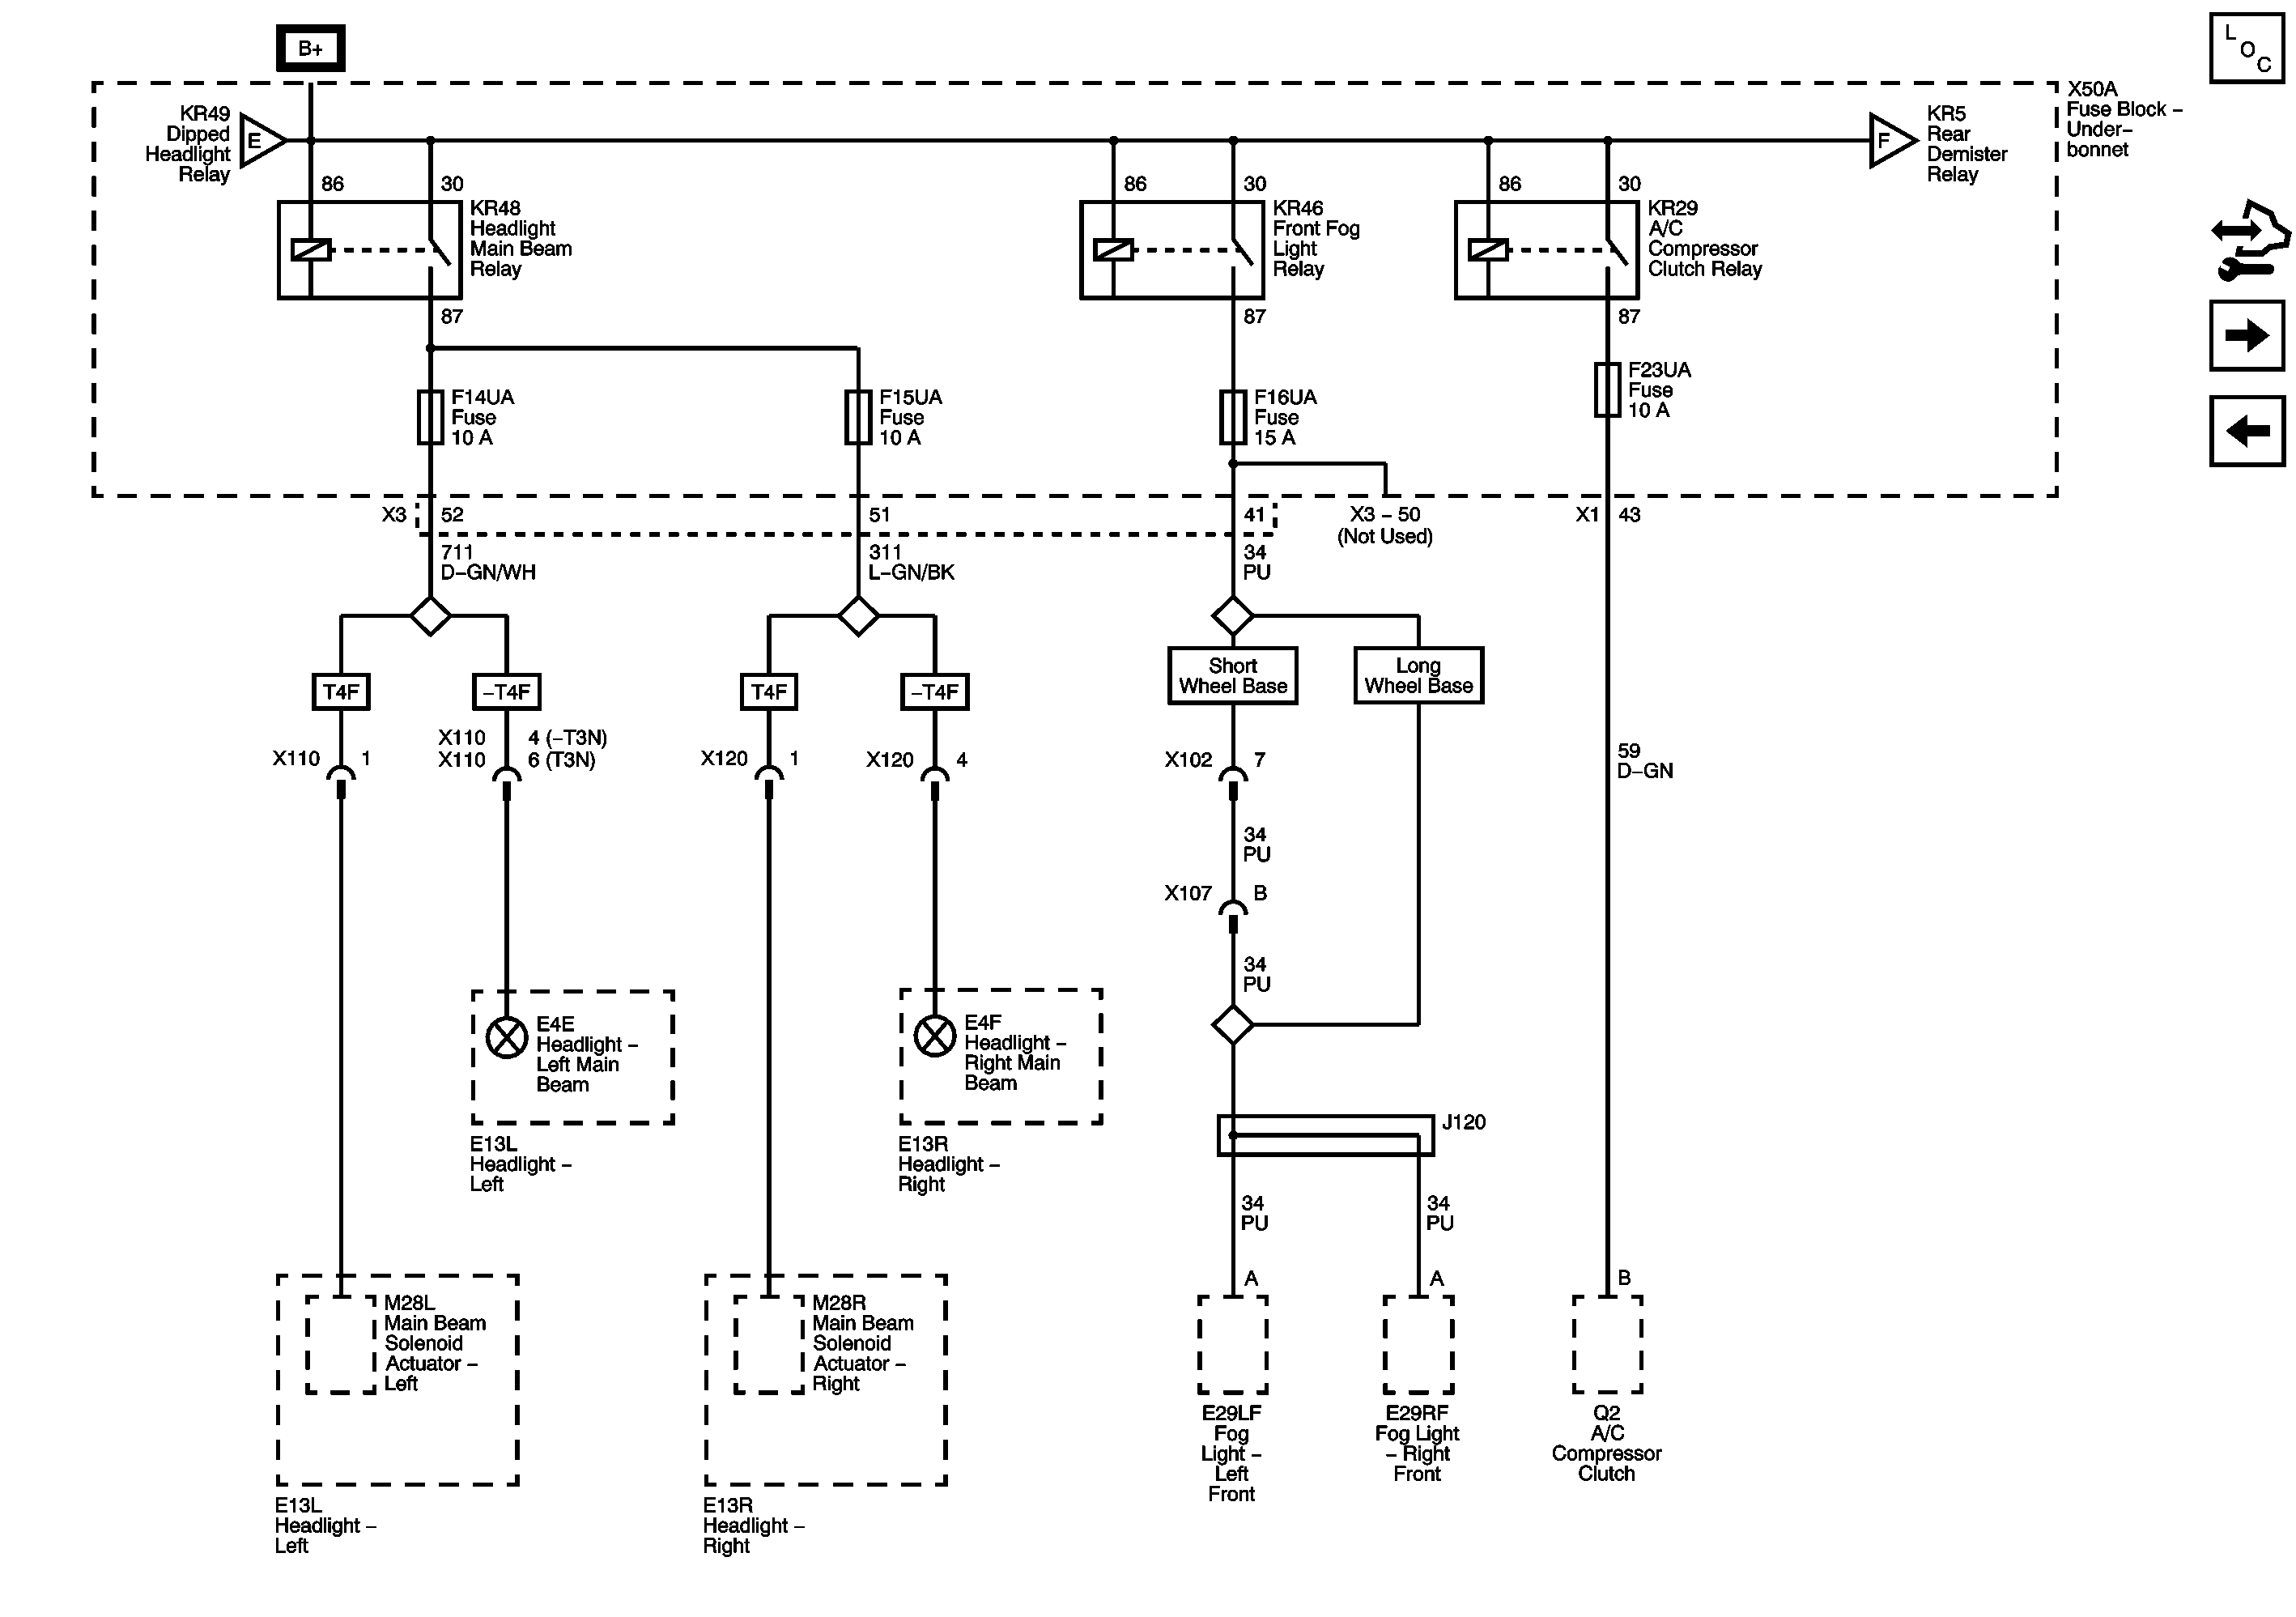 B+
L
O
C
X50A
Fuse Block –
Under–
bonnet
KR49
Dipped
Headlight
Relay
E
F
KR5
Rear
Demister
Relay
86
30
KR48
Headlight
Main Beam
Relay
87
86
30
KR46
Front Fog
Light
Relay
87
86
30
KR29
A/C
Compressor
Clutch Relay
87
F14UA
Fuse
10 A
F15UA
Fuse
10 A
F16UA
Fuse
15 A
F23UA
Fuse
10 A
X3
52
51
41
X3 – 50
(Not Used)
X1
43
711
D–GN/WH
311
L–GN/BK
34
PU
T4F
–T4F
T4F
–T4F
Short
Wheel Base
Long
Wheel Base
X110
1
X110
4 (–T3N)
X110
6 (T3N)
X120
1
X120
4
X102
7
59
D–GN
34
PU
X107
B
34
PU
E4E
Headlight –
Left Main
Beam
E13L
Headlight –
Left
E4F
Headlight –
Right Main
Beam
E13R
Headlight –
Right
J120
34
PU
34
PU
A
A
B
M28L
Main Beam
Solenoid
Actuator –
Left
E13L
Headlight –
Left
M28R
Main Beam
Solenoid
Actuator –
Right
E13R
Headlight –
Right
E29LF
Fog
Light –
Left
Front
E29RF
Fog Light
– Right
Front
Q2
A/C
Compressor
Clutch